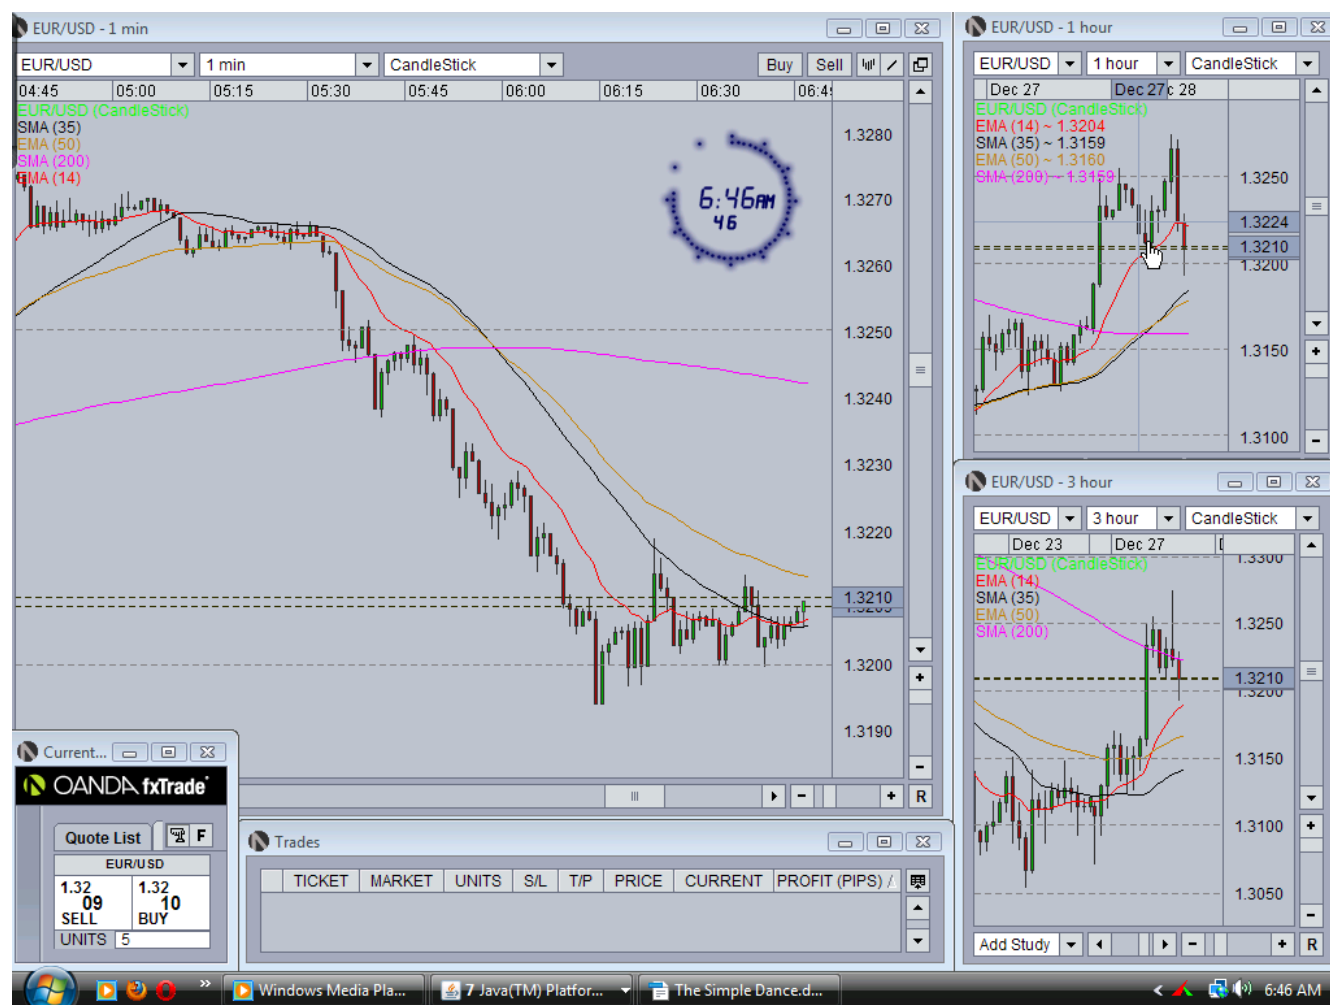 EUR/USD - 1 min
EUR/USD 1 min CandleStick Buy Sell
04:45 05:00 05:15 05:30 05:45 06:00 06:15 06:30
EUR/USD (CandleStick)
SMA (35)
EMA (50)
SMA (200)
EMA (14)
6:46AM
46
1.3280
1.3270
1.3260
1.3250
1.3240
1.3230
1.3220
1.3210
1.3200
1.3190
R
EUR/USD - 1 hour
EUR/USD 1 hour CandleStick
Dec 27 Dec 27 c 28
EUR/USD (CandleStick)
EMA (14) ~ 1.3204
SMA (35) ~ 1.3159
EMA (50) ~ 1.3160
SMA (200) ~ 1.3159
1.3250
1.3224
1.3210
1.3200
1.3150
1.3100
EUR/USD - 3 hour
EUR/USD 3 hour CandleStick
Dec 23 Dec 27
EUR/USD (CandleStick)
EMA (14)
SMA (35)
EMA (50)
SMA (200)
1.3300
1.3250
1.3210
1.3200
1.3150
1.3100
1.3050
Add Study R
Current...
OANDA fxTrade
Quote List F
EUR/USD
1.32 1.32
09 10
SELL BUY
UNITS 5
Trades
TICKET MARKET UNITS S/L T/P PRICE CURRENT PROFIT (PIPS)
Windows Media Pla... 7 Java(TM) Platfor... The Simple Dance.d... 6:46 AM